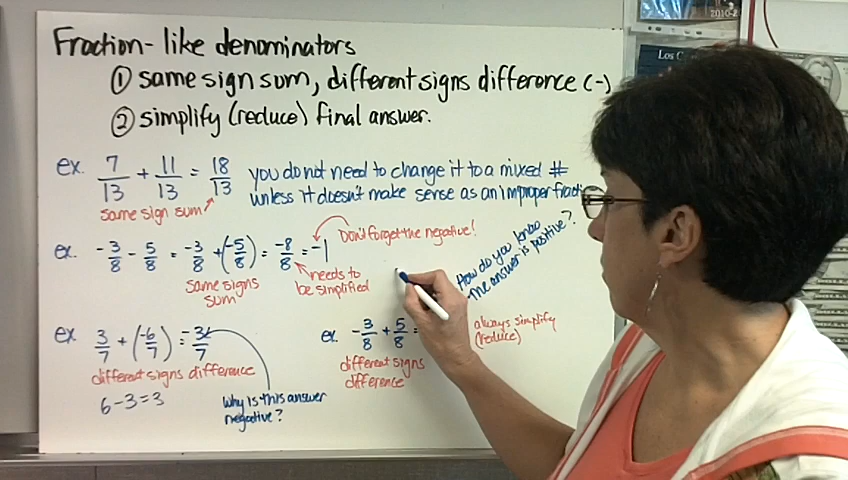 Fraction - like denominators
① same sign sum, different signs difference (-)
② simplify (reduce) final answer.
ex. 7/13 + 11/13 = 18/13 you do not need to change it to a mixed #
unless it doesn't make sense as an improper fracti
same sign sum
ex. -3/8 - 5/8 = -3/8 + (-5/8) = -8/8 = -1
Don't forget the negative!
same signs
sum
needs to
be simplified
How do you know
the answer is positive?
ex 3/7 + (-6/7) = -3/7
different signs difference
6-3=3
Why is this answer
negative?
ex. -3/8 + 5/8 =
different signs
difference
always simplify
(reduce)
2010-2
Los C